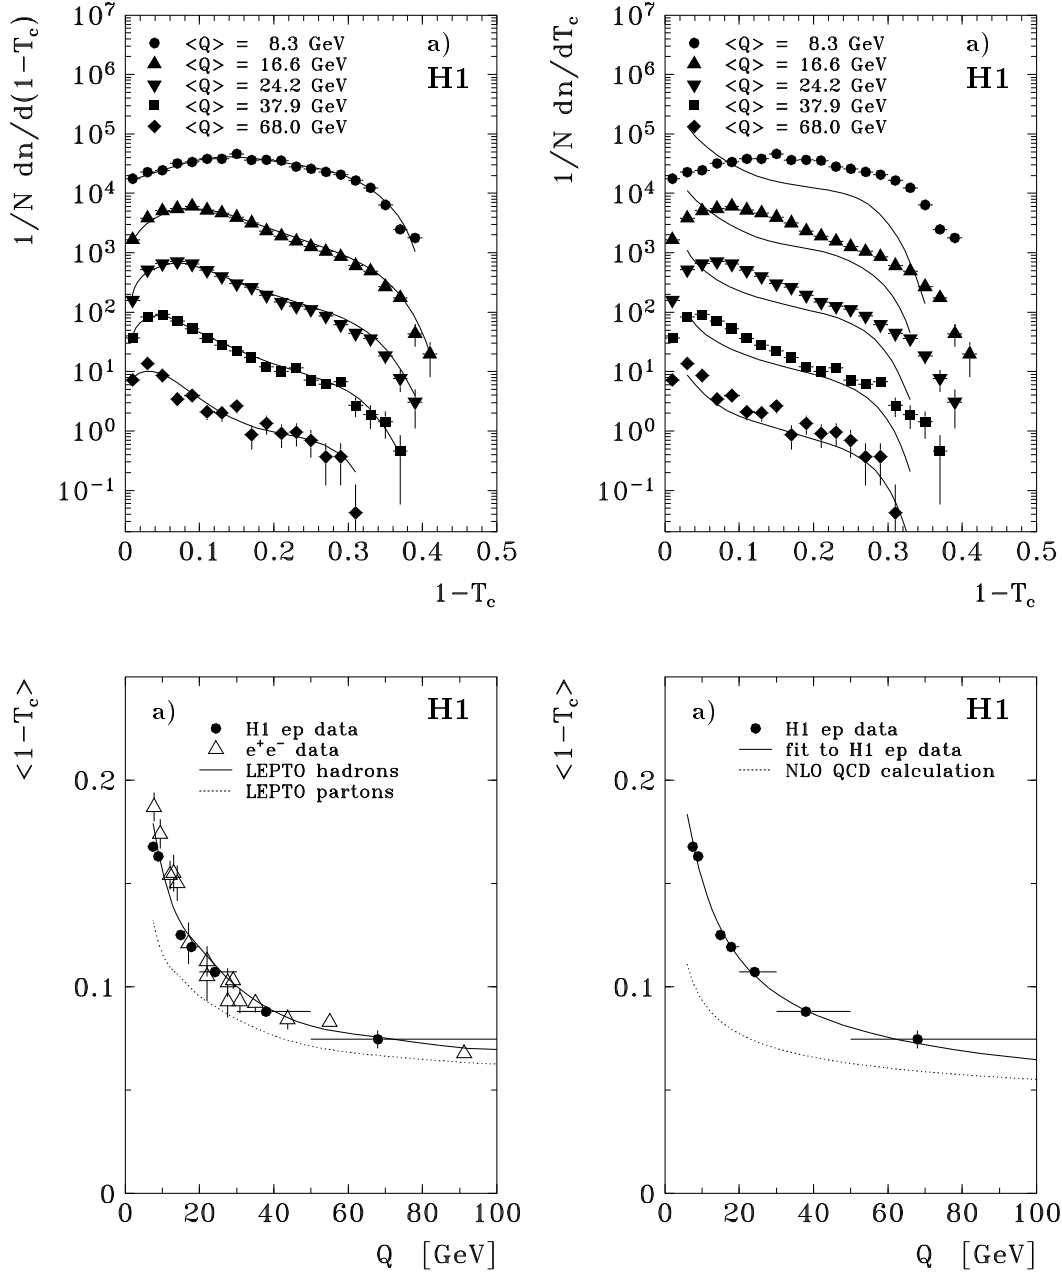 1/N dn/d(1−T_c)
10^7
10^6
10^5
10^4
10^3
10^2
10^1
10^0
10^−1
<Q> = 8.3 GeV
<Q> = 16.6 GeV
<Q> = 24.2 GeV
<Q> = 37.9 GeV
<Q> = 68.0 GeV
a)
H1
0 0.1 0.2 0.3 0.4 0.5
1−T_c
1/N dn/dT_c
10^7
10^6
10^5
10^4
10^3
10^2
10^1
10^0
10^−1
<Q> = 8.3 GeV
<Q> = 16.6 GeV
<Q> = 24.2 GeV
<Q> = 37.9 GeV
<Q> = 68.0 GeV
a)
H1
0 0.1 0.2 0.3 0.4 0.5
1−T_c
<1−T_c>
0.2
0.1
0
a)
H1
H1 ep data
e^+e^− data
LEPTO hadrons
LEPTO partons
0 20 40 60 80 100
Q [GeV]
<1−T_c>
0.2
0.1
0
a)
H1
H1 ep data
fit to H1 ep data
NLO QCD calculation
0 20 40 60 80 100
Q [GeV]